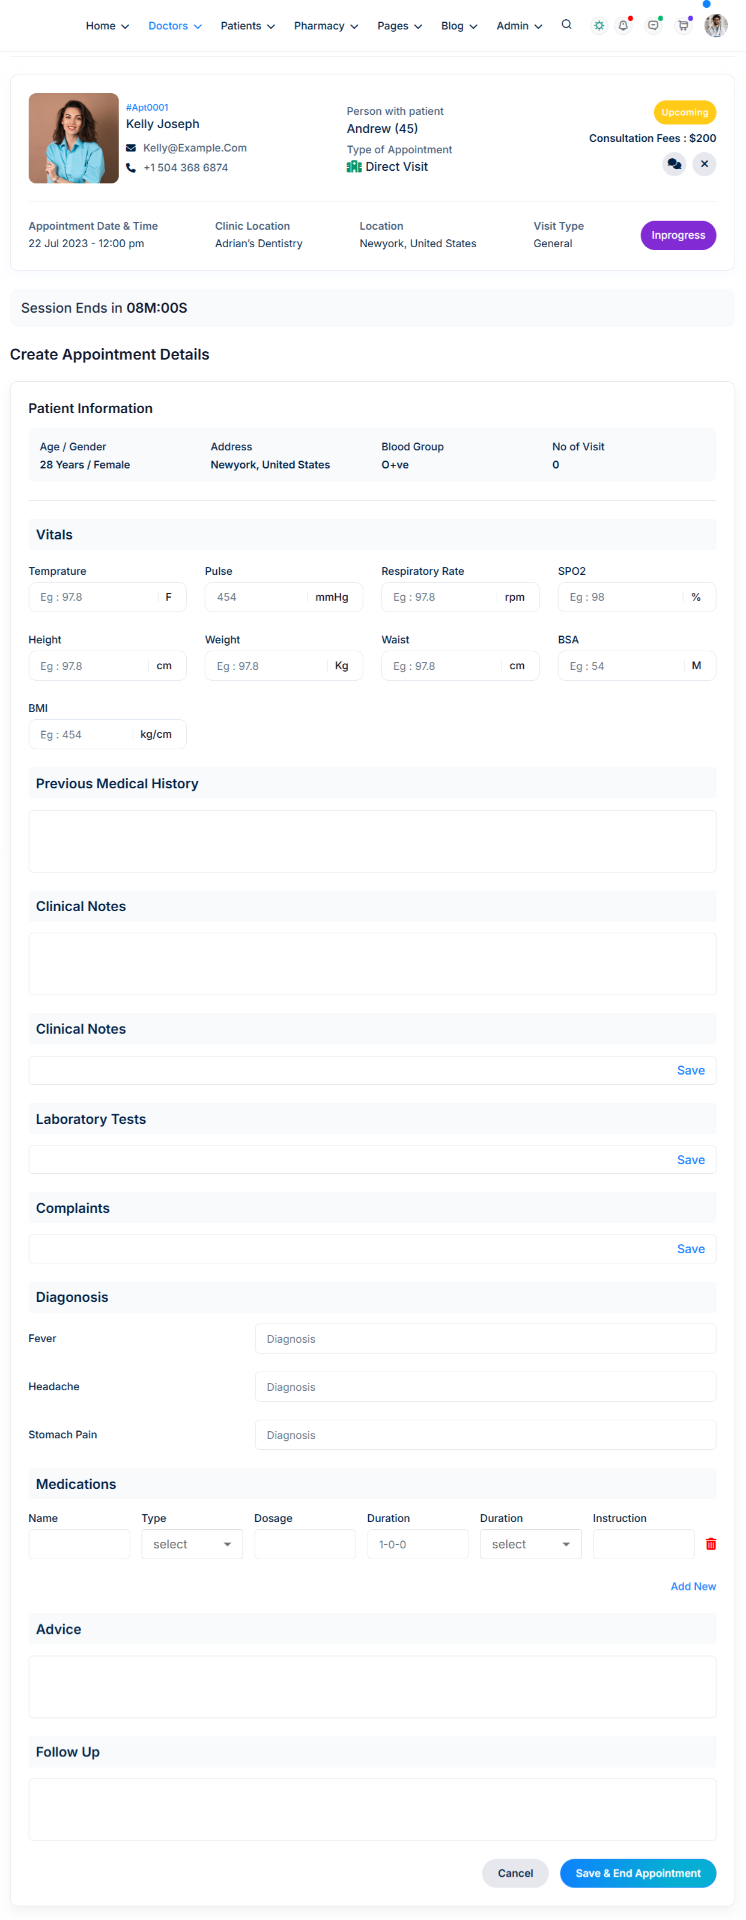 Home Doctors Patients Pharmacy Pages Blog Admin
#Apt0001
Kelly Joseph
Kelly@Example.Com
+1 504 368 6874
Person with patient
Andrew (45)
Type of Appointment
Direct Visit
Upcoming
Consultation Fees : $200
Appointment Date & Time
22 Jul 2023 - 12:00 pm
Clinic Location
Adrian's Dentistry
Location
Newyork, United States
Visit Type
General
Inprogress
Session Ends in 08M:00S
Create Appointment Details
Patient Information
Age / Gender Address Blood Group No of Visit
28 Years / Female Newyork, United States O+ve 0
Vitals
Temprature Pulse Respiratory Rate SPO2
Eg : 97.8 F 454 mmHg Eg : 97.8 rpm Eg : 98 %
Height Weight Waist BSA
Eg : 97.8 cm Eg : 97.8 Kg Eg : 97.8 cm Eg : 54 M
BMI
Eg : 454 kg/cm
Previous Medical History
Clinical Notes
Clinical Notes
Save
Laboratory Tests
Save
Complaints
Save
Diagonosis
Fever Diagnosis
Headache Diagnosis
Stomach Pain Diagnosis
Medications
Name Type Dosage Duration Duration Instruction
select 1-0-0 select
Add New
Advice
Follow Up
Cancel Save & End Appointment